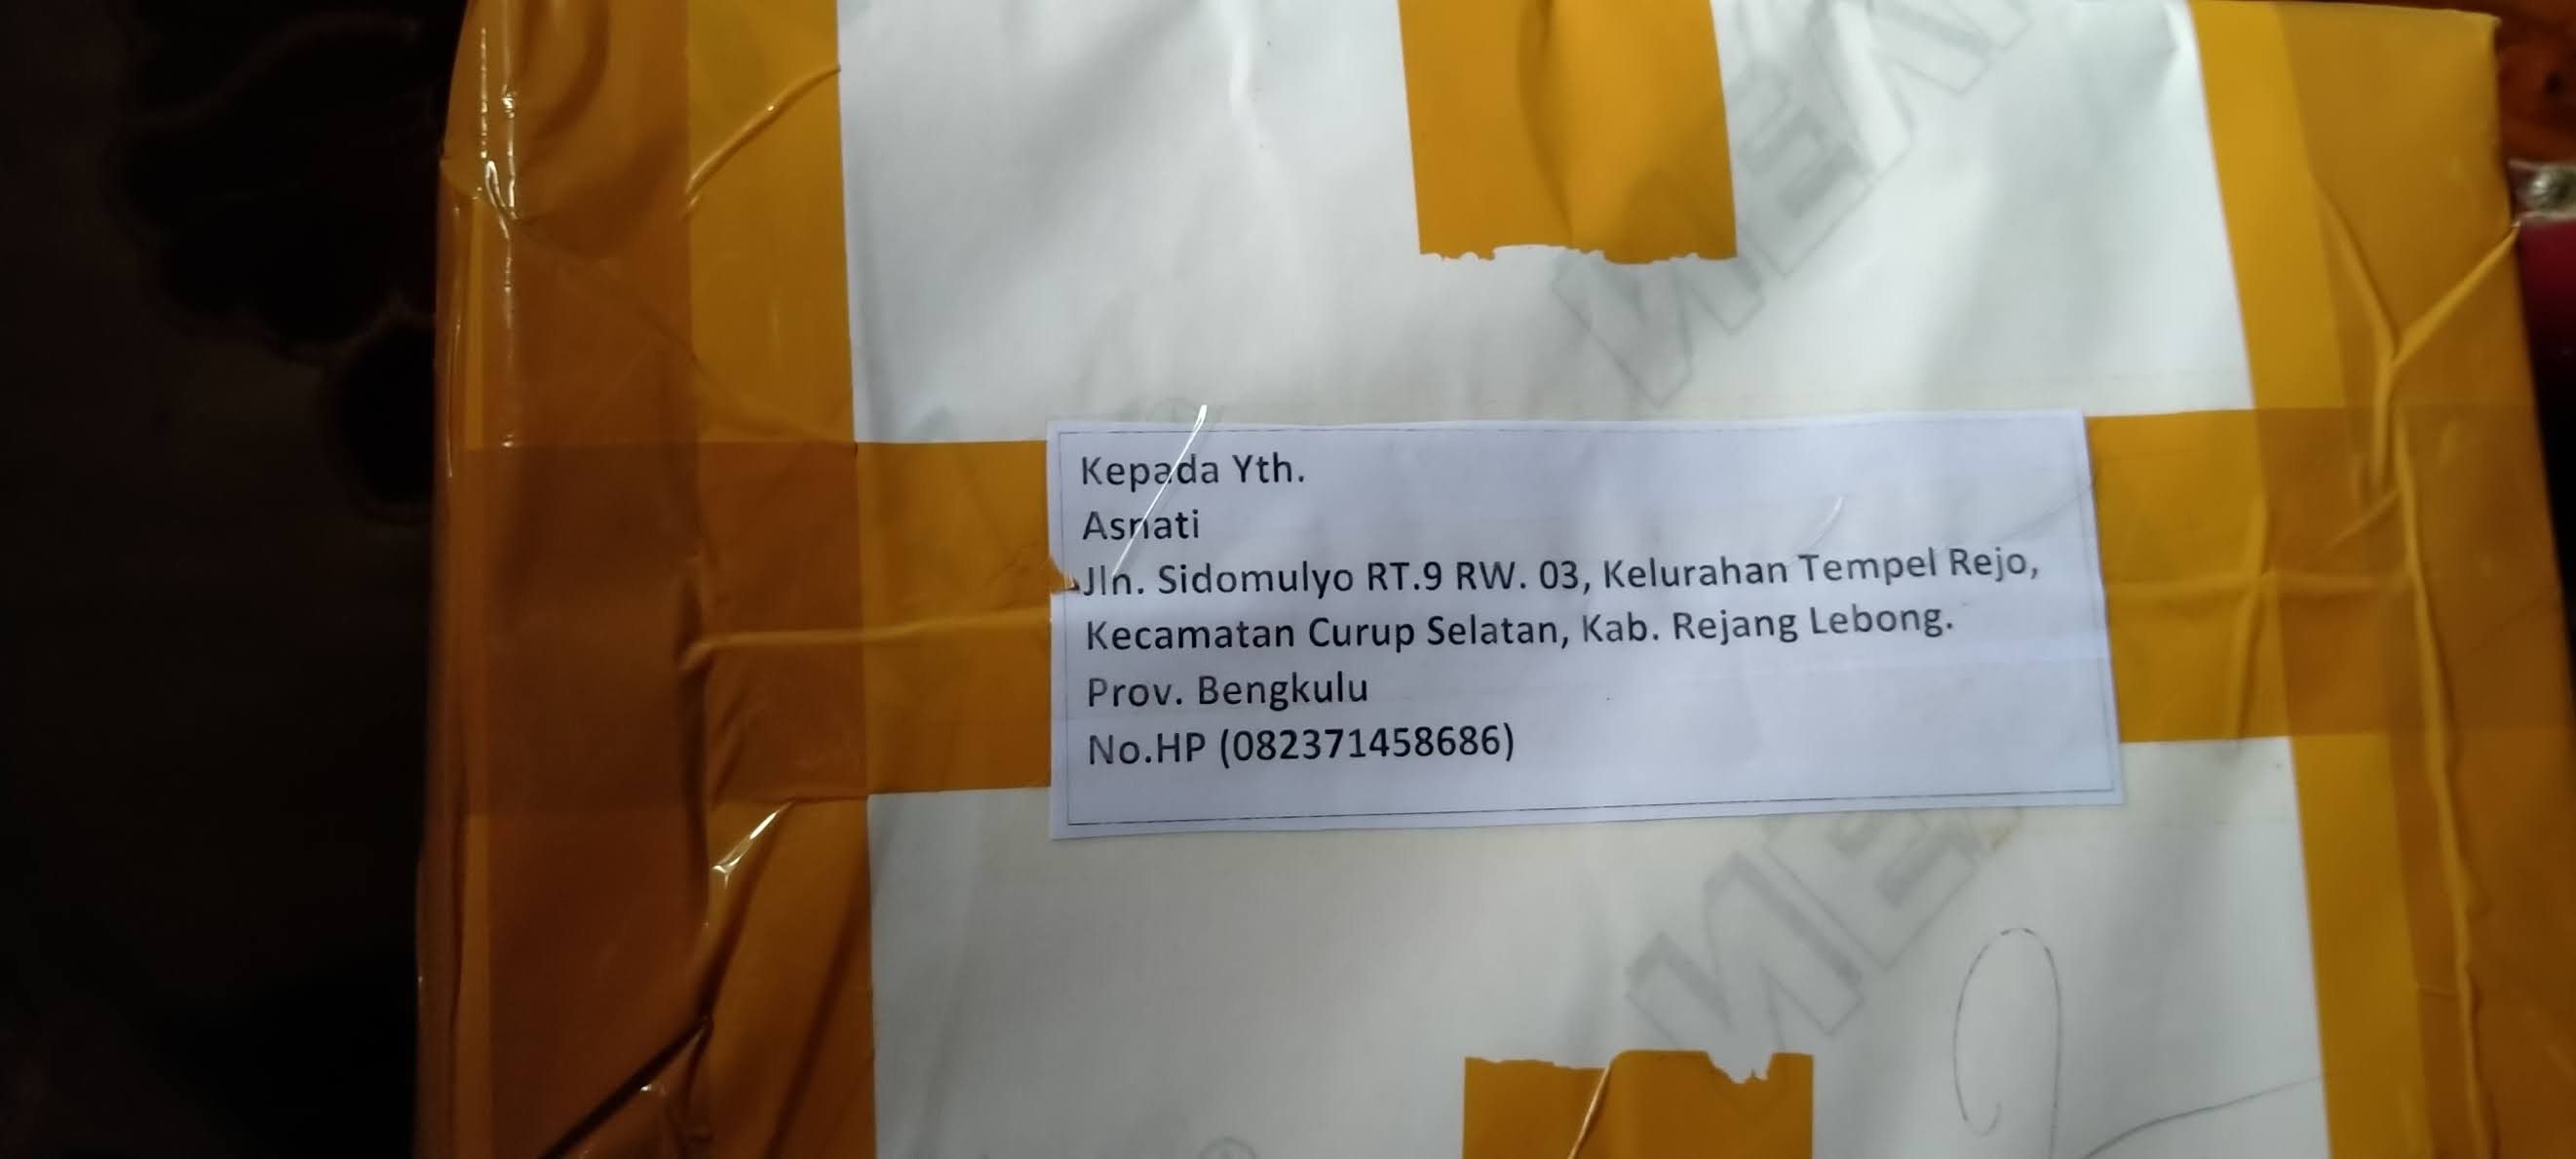 Kepada Yth.
Asnati
Jln. Sidomulyo RT.9 RW. 03, Kelurahan Tempel Rejo,
Kecamatan Curup Selatan, Kab. Rejang Lebong.
Prov. Bengkulu
No.HP (082371458686)